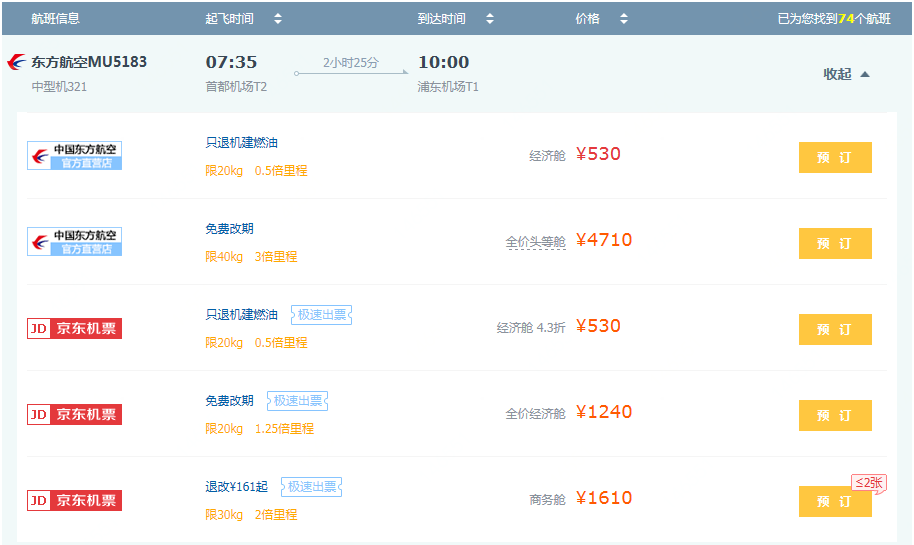 航班信息 起飞时间 到达时间 价格 已为您找到74个航班
东方航空MU5183 07:35 2小时25分 10:00 收起
中型机321 首都机场T2 浦东机场T1
中国东方航空 官方直营店
只退机建燃油
限20kg 0.5倍里程
经济舱 ¥530 预 订
中国东方航空 官方直营店
免费改期
限40kg 3倍里程
全价头等舱 ¥4710 预 订
JD 京东机票
只退机建燃油 极速出票
限20kg 0.5倍里程
经济舱 4.3折 ¥530 预 订
JD 京东机票
免费改期 极速出票
限20kg 1.25倍里程
全价经济舱 ¥1240 预 订
JD 京东机票
退改¥161起 极速出票
限30kg 2倍里程
商务舱 ¥1610 ≤2张 预 订